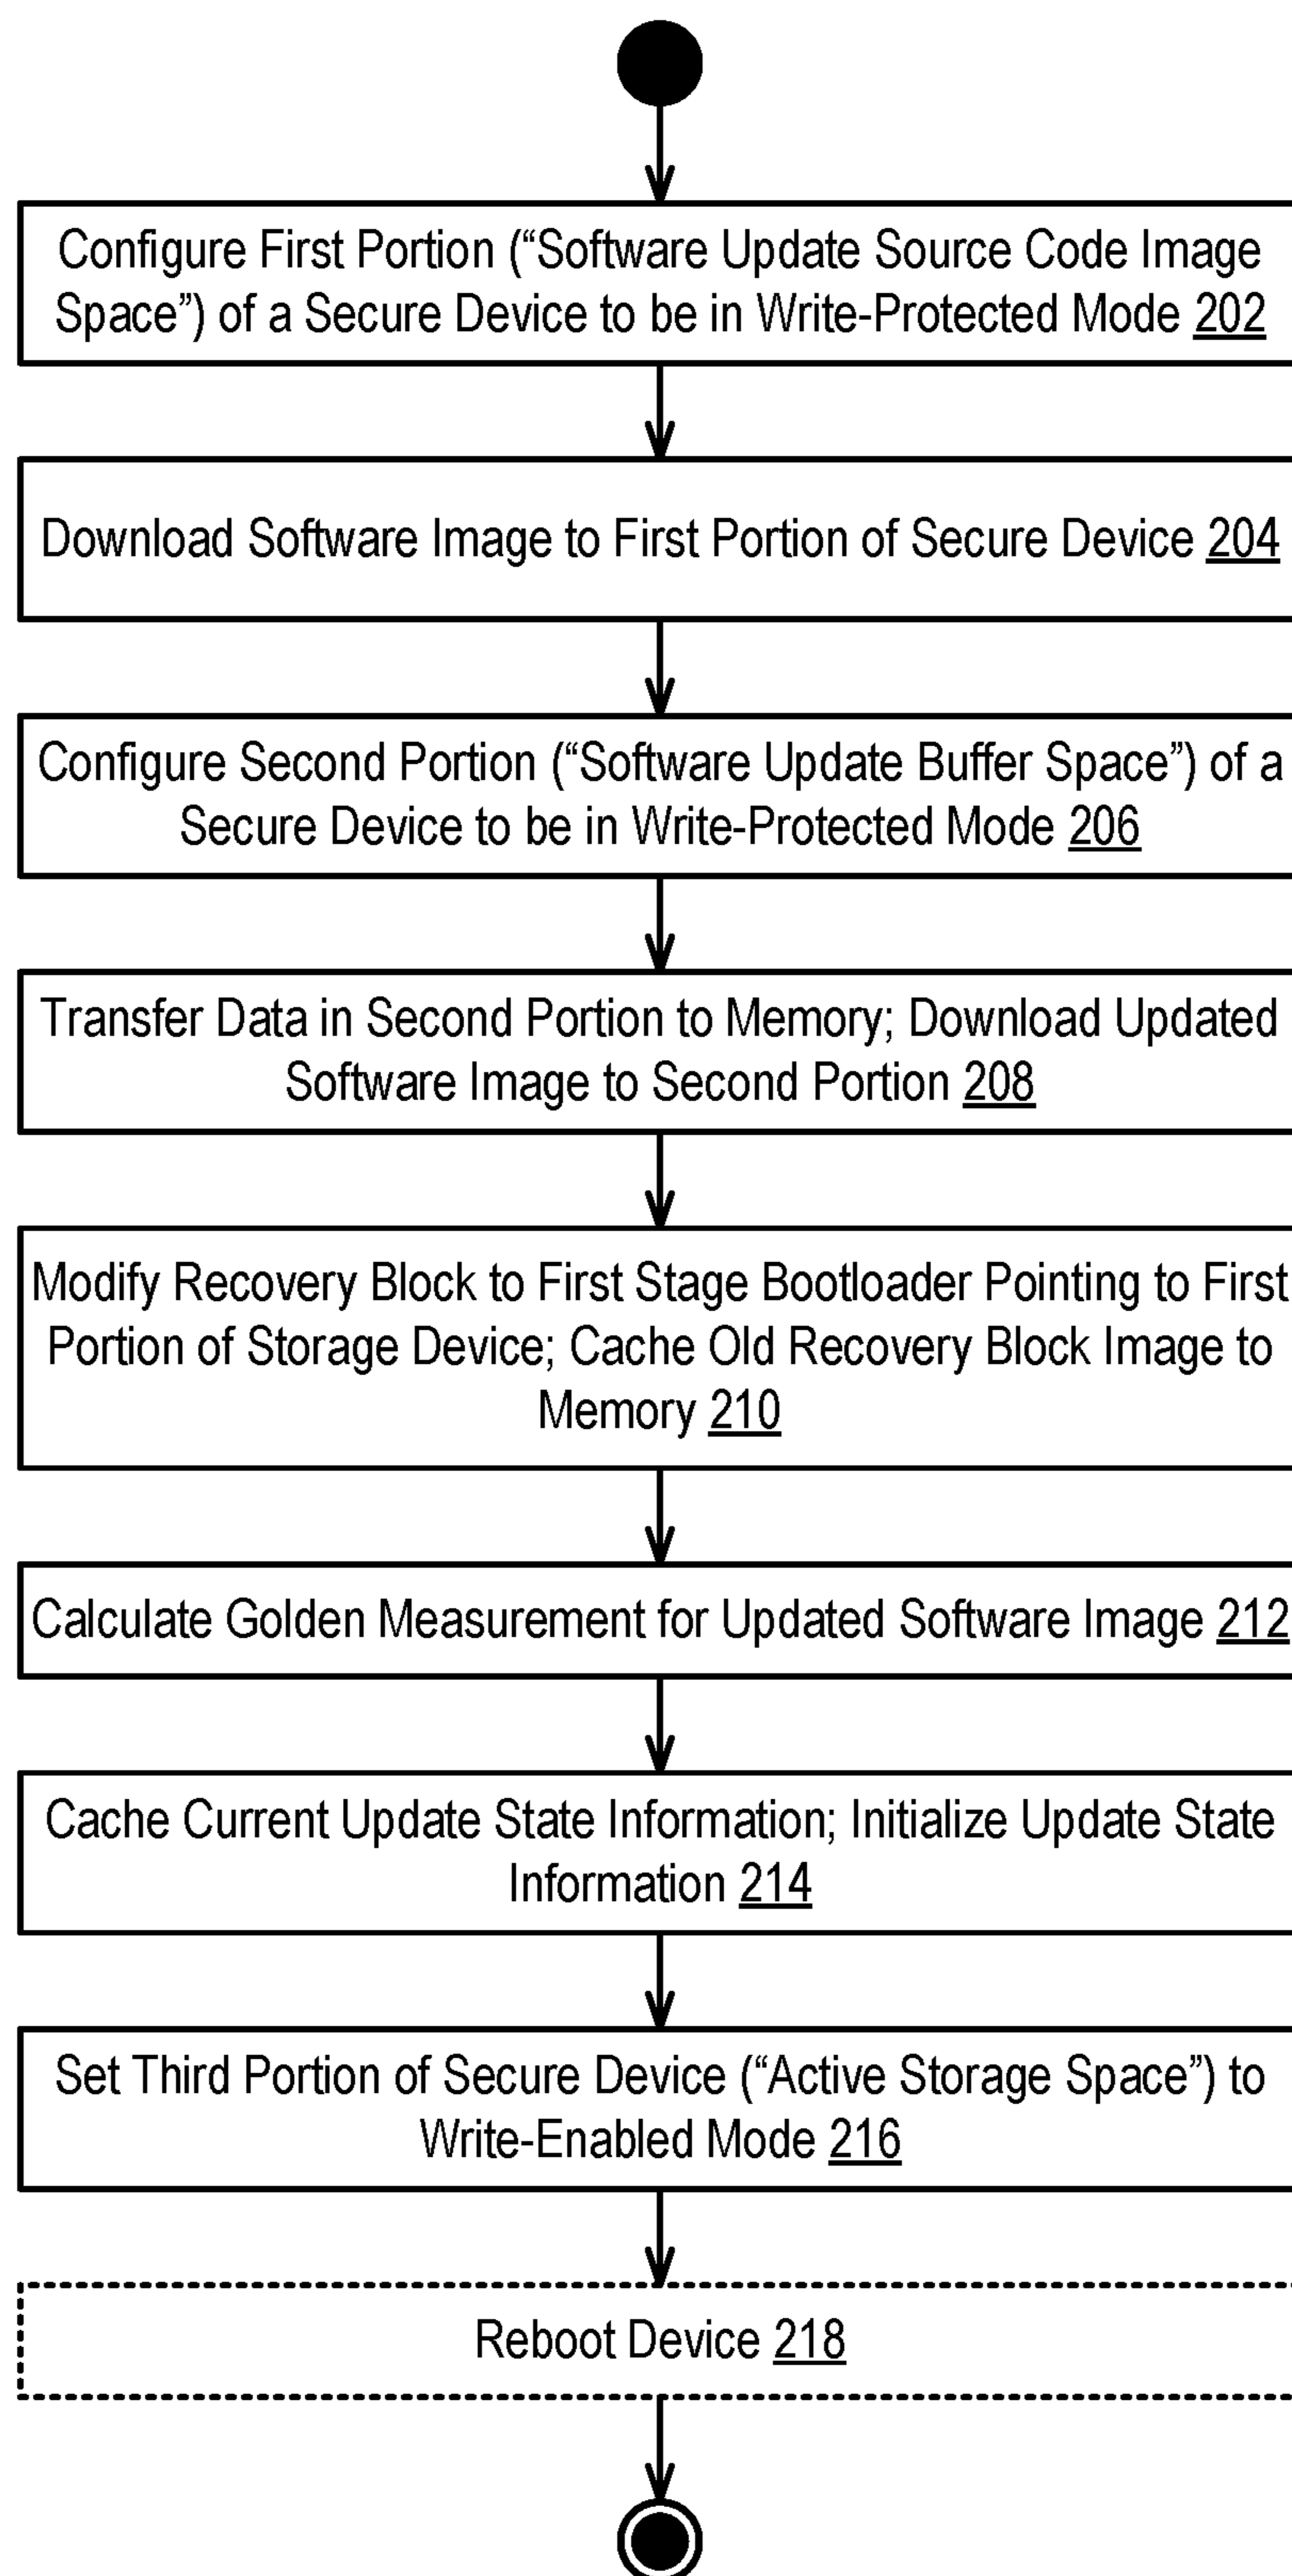 Configure First Portion (“Software Update Source Code Image
Space”) of a Secure Device to be in Write-Protected Mode 202
Download Software Image to First Portion of Secure Device 204
Configure Second Portion (“Software Update Buffer Space”) of a
Secure Device to be in Write-Protected Mode 206
Transfer Data in Second Portion to Memory; Download Updated
Software Image to Second Portion 208
Modify Recovery Block to First Stage Bootloader Pointing to First
Portion of Storage Device; Cache Old Recovery Block Image to
Memory 210
Calculate Golden Measurement for Updated Software Image 212
Cache Current Update State Information; Initialize Update State
Information 214
Set Third Portion of Secure Device (“Active Storage Space”) to
Write-Enabled Mode 216
Reboot Device 218